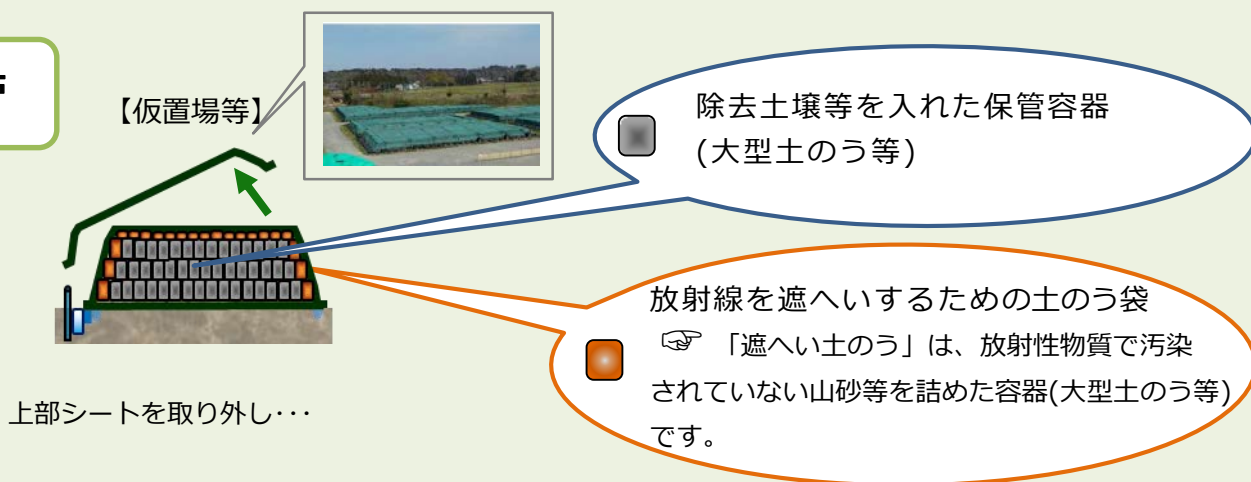 【仮置場等】
除去土壌等を入れた保管容器
(大型土のう等)
放射線を遮へいするための土のう袋
☞ 「遮へい土のう」は、放射性物質で汚染
されていない山砂等を詰めた容器(大型土のう等)
です。
上部シートを取り外し･･･